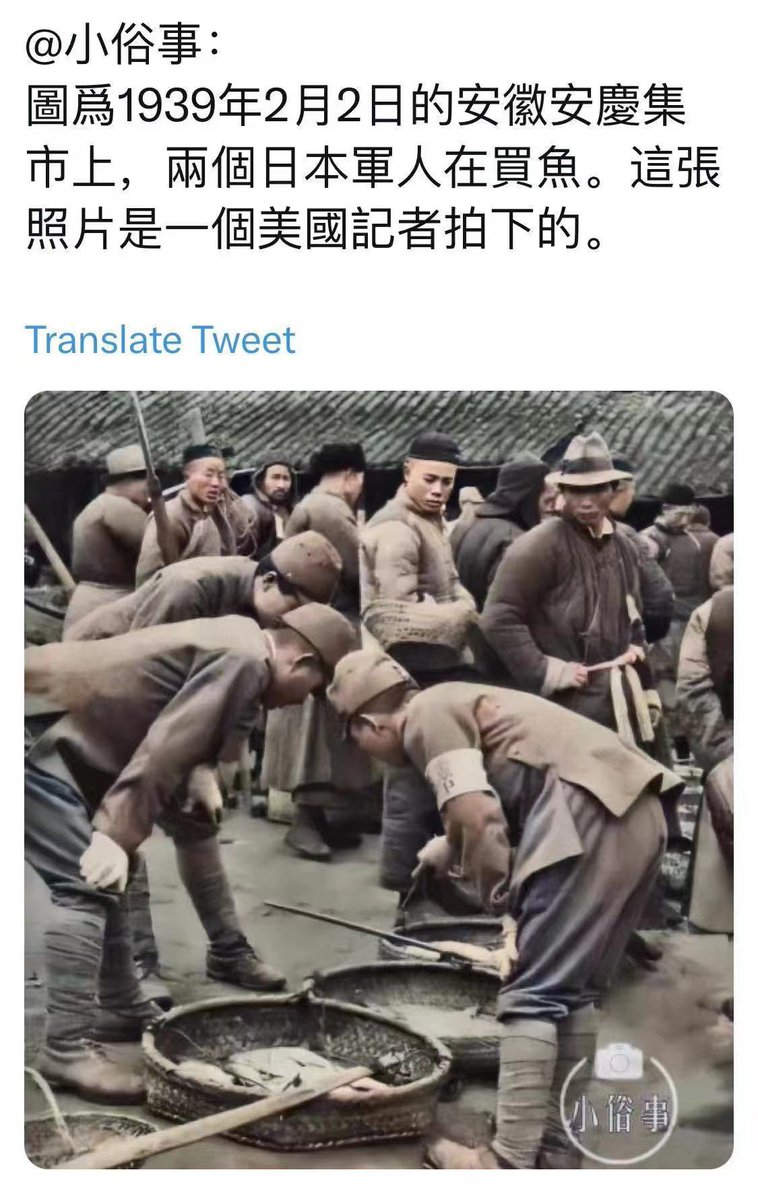 @小俗事：
圖爲1939年2月2日的安徽安慶集
市上，兩個日本軍人在買魚。這張
照片是一個美國記者拍下的。
Translate Tweet
小俗事